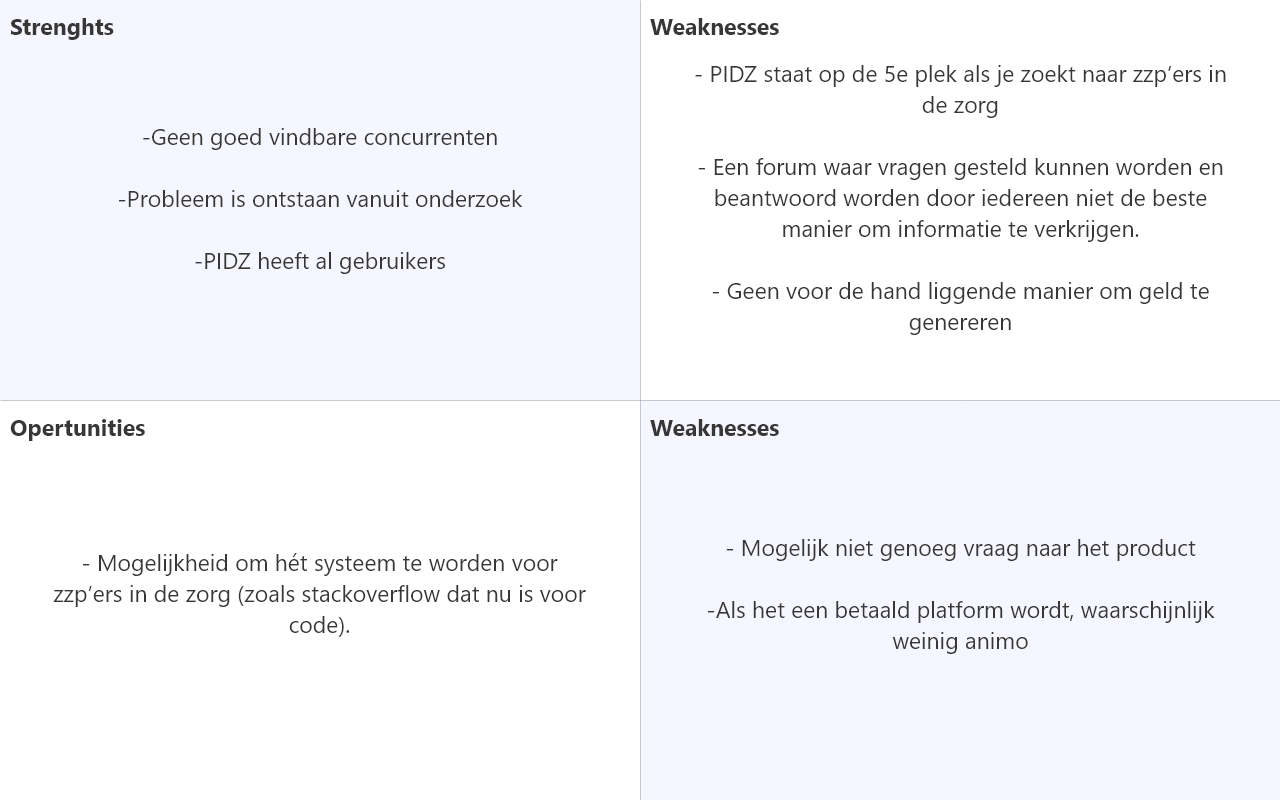 Strenghts
-Geen goed vindbare concurrenten
-Probleem is ontstaan vanuit onderzoek
-PIDZ heeft al gebruikers
Weaknesses
- PIDZ staat op de 5e plek als je zoekt naar zzp’ers in
de zorg
- Een forum waar vragen gesteld kunnen worden en
beantwoord worden door iedereen niet de beste
manier om informatie te verkrijgen.
- Geen voor de hand liggende manier om geld te
genereren
Opertunities
- Mogelijkheid om hét systeem te worden voor
zzp’ers in de zorg (zoals stackoverflow dat nu is voor
code).
Weaknesses
- Mogelijk niet genoeg vraag naar het product
-Als het een betaald platform wordt, waarschijnlijk
weinig animo